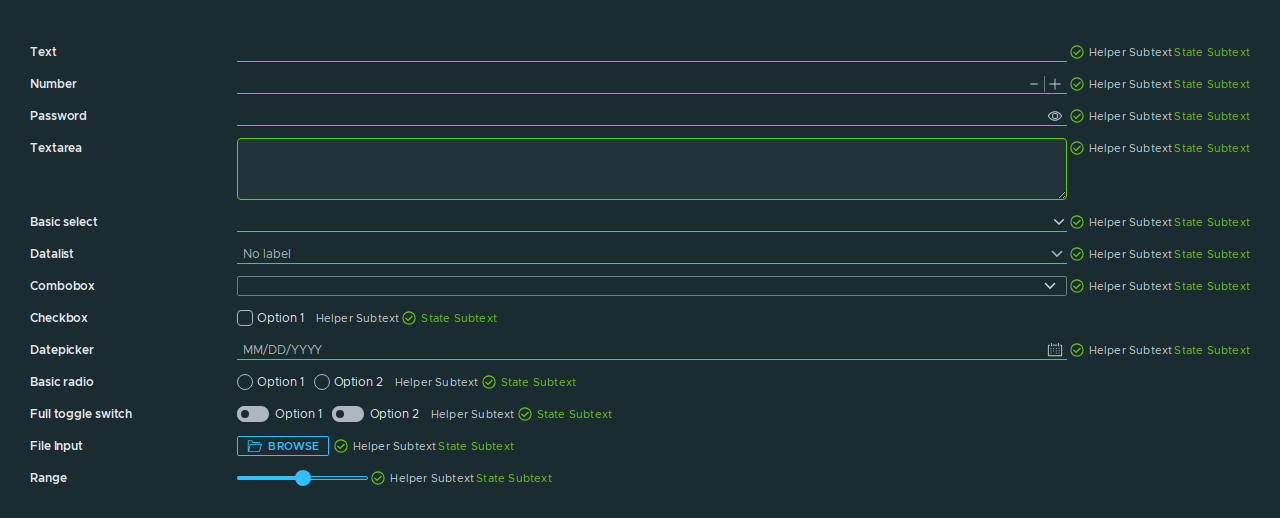 Text Helper Subtext State Subtext
Number Helper Subtext State Subtext
Password Helper Subtext State Subtext
Textarea Helper Subtext State Subtext
Basic select Helper Subtext State Subtext
Datalist No label Helper Subtext State Subtext
Combobox Helper Subtext State Subtext
Checkbox Option 1 Helper Subtext State Subtext
Datepicker MM/DD/YYYY Helper Subtext State Subtext
Basic radio Option 1 Option 2 Helper Subtext State Subtext
Full toggle switch Option 1 Option 2 Helper Subtext State Subtext
File Input BROWSE Helper Subtext State Subtext
Range Helper Subtext State Subtext